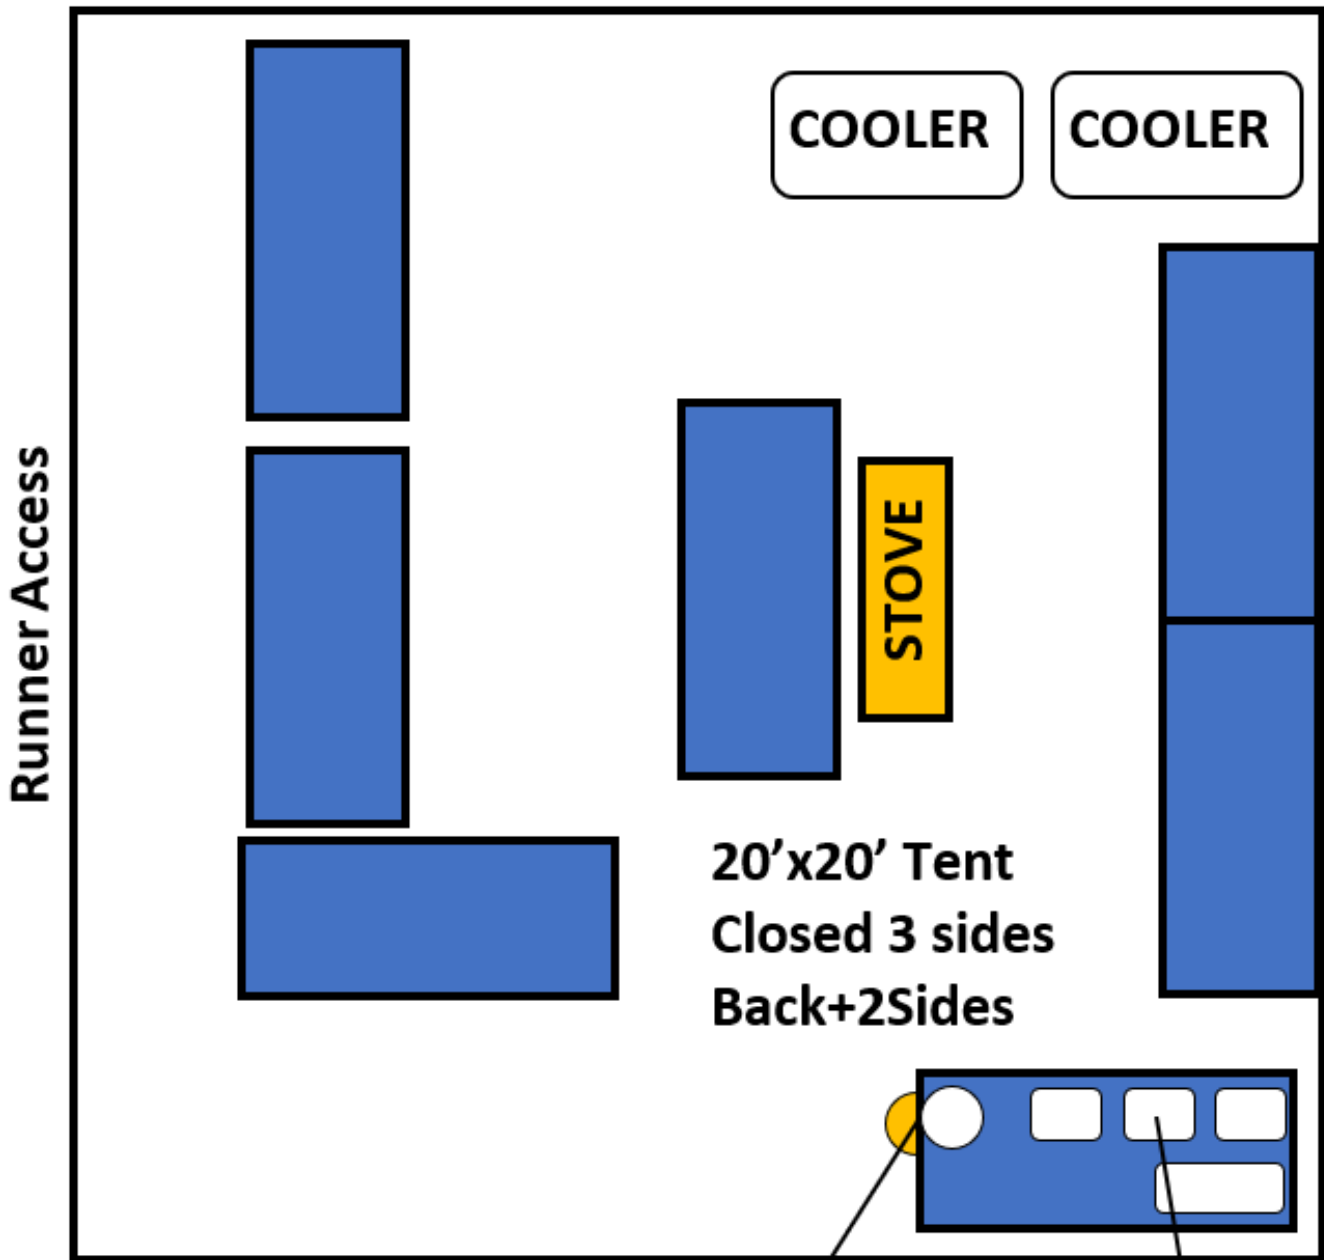 COOLER COOLER
Runner Access
STOVE
20’x20’ Tent
Closed 3 sides
Back+2Sides